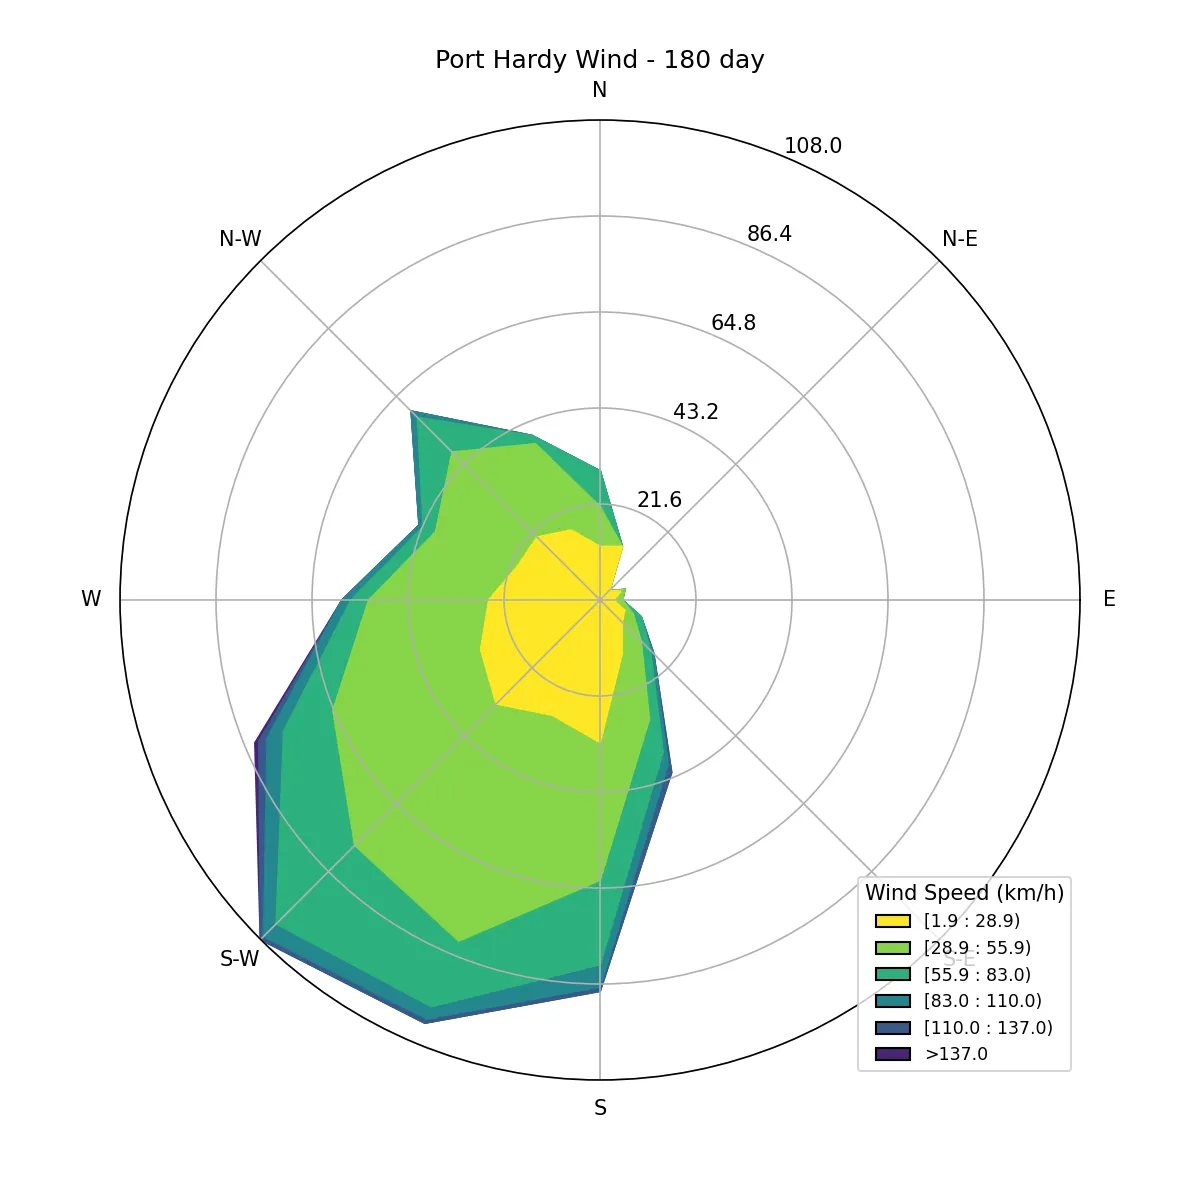 Port Hardy Wind - 180 day
N
108.0
N-W
86.4
N-E
64.8
43.2
21.6
W
E
Wind Speed (km/h)
[1.9 : 28.9)
[28.9 : 55.9)
S-W
S-E
[55.9 : 83.0)
[83.0 : 110.0)
[110.0 : 137.0)
>137.0
S